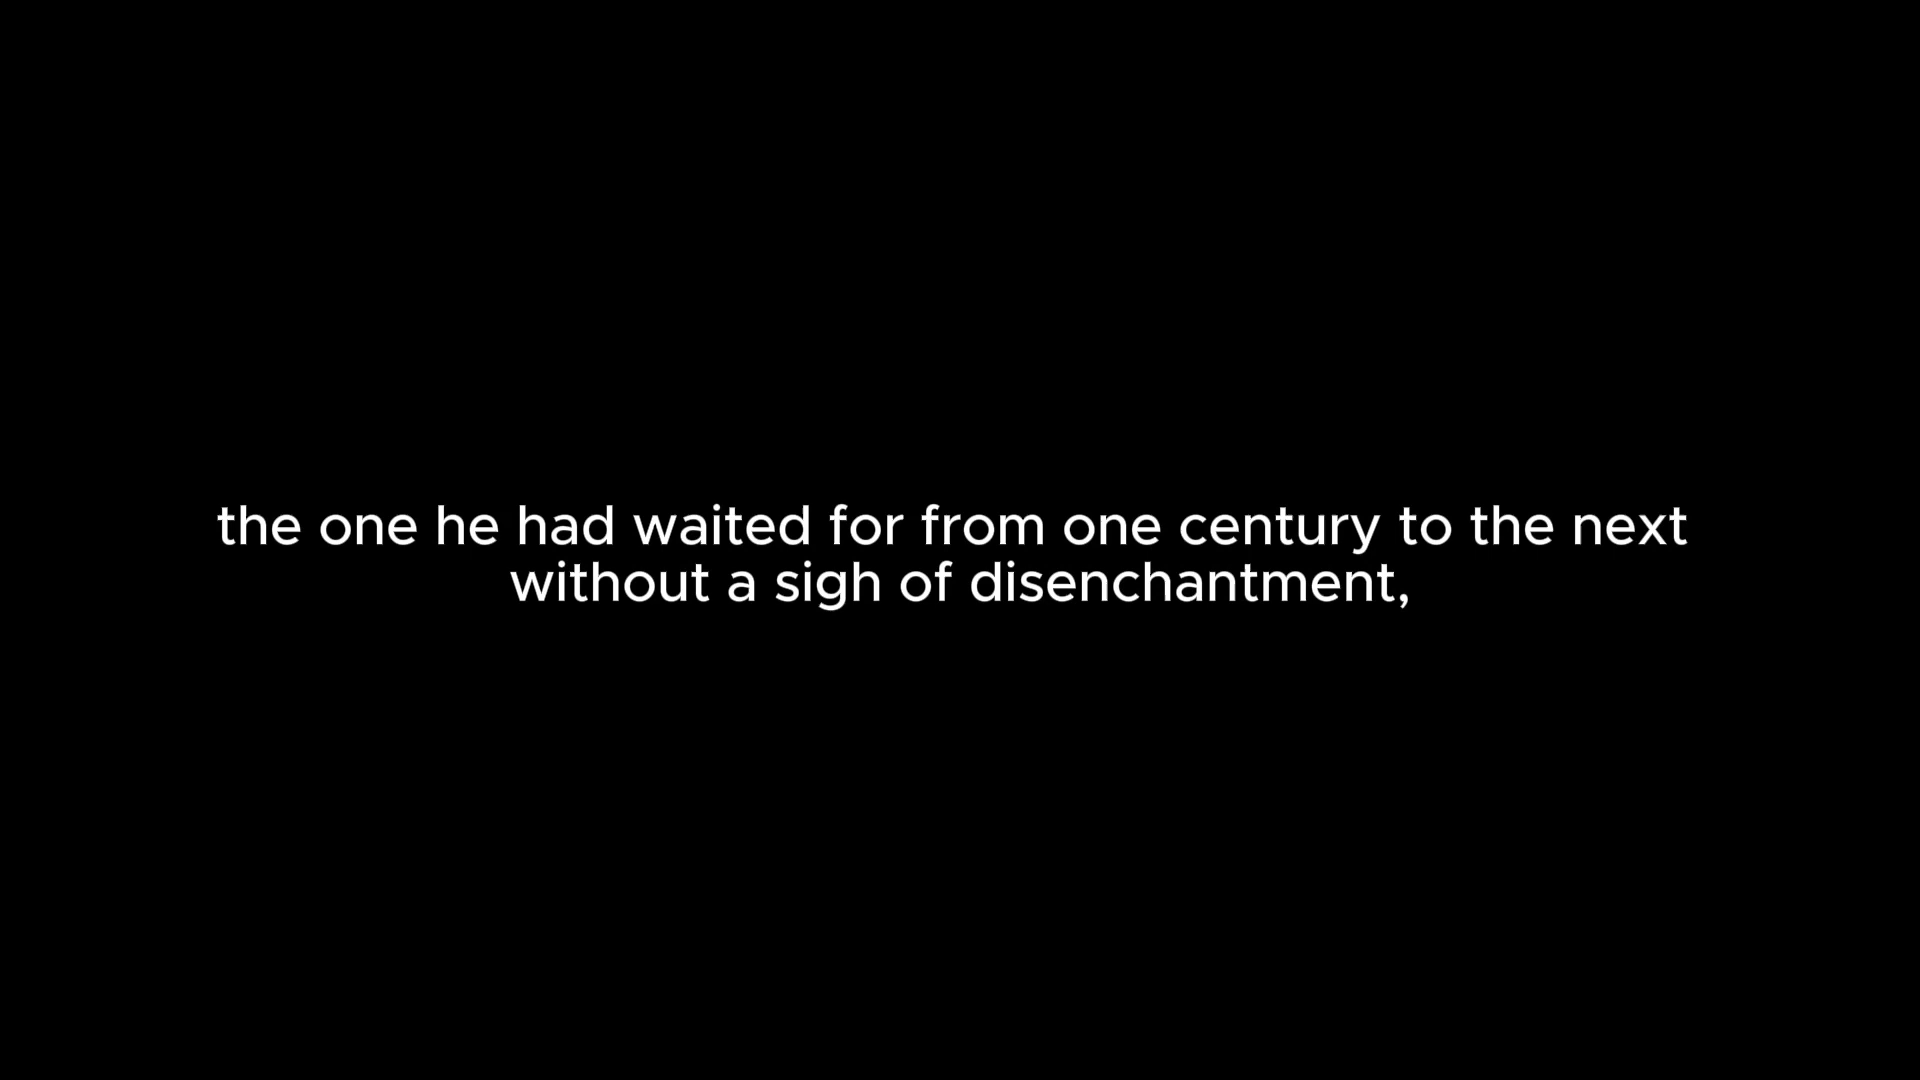 the one he had waited for from one century to the next
without a sigh of disenchantment,